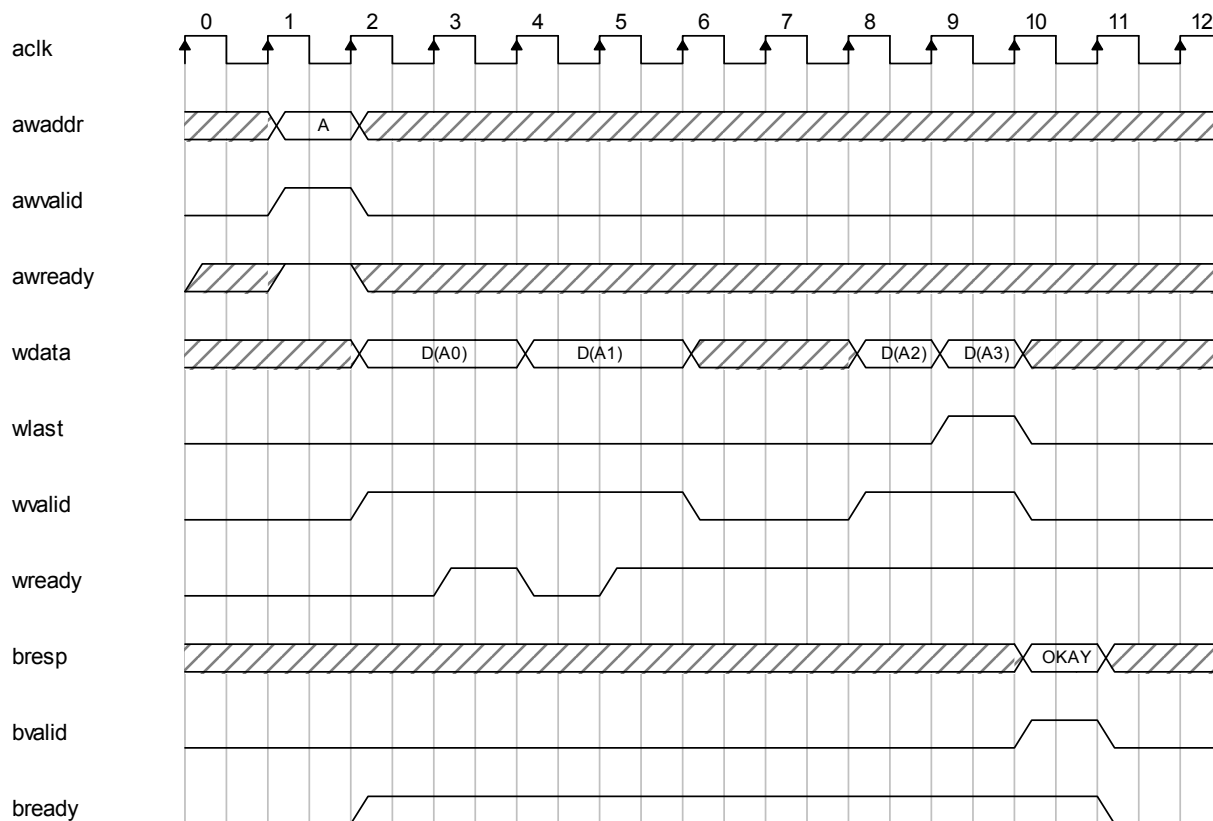 0 1 2 3 4 5 6 7 8 9 10 11 12
aclk
awaddr A
awvalid
awready
wdata D(A0) D(A1) D(A2) D(A3)
wlast
wvalid
wready
bresp OKAY
bvalid
bready